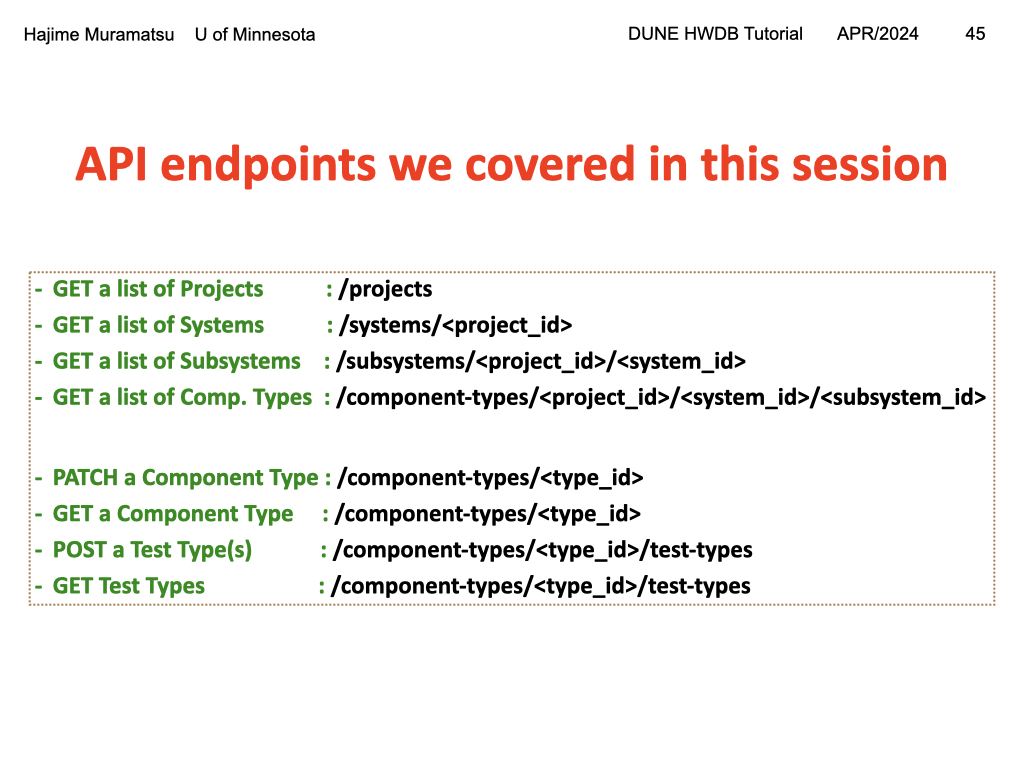 Hajime Muramatsu U of Minnesota DUNE HWDB Tutorial APR/2024 45
API endpoints we covered in this session
- GET a list of Projects : /projects
- GET a list of Systems : /systems/<project_id>
- GET a list of Subsystems : /subsystems/<project_id>/<system_id>
- GET a list of Comp. Types : /component-types/<project_id>/<system_id>/<subsystem_id>
- PATCH a Component Type : /component-types/<type_id>
- GET a Component Type : /component-types/<type_id>
- POST a Test Type(s) : /component-types/<type_id>/test-types
- GET Test Types : /component-types/<type_id>/test-types